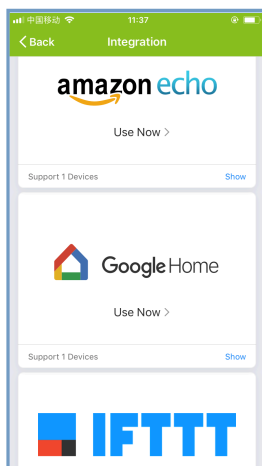 中国移动 11:37
Back Integration
amazon echo
Use Now
Support 1 Devices Show
Google Home
Use Now
Support 1 Devices Show
IFTTT